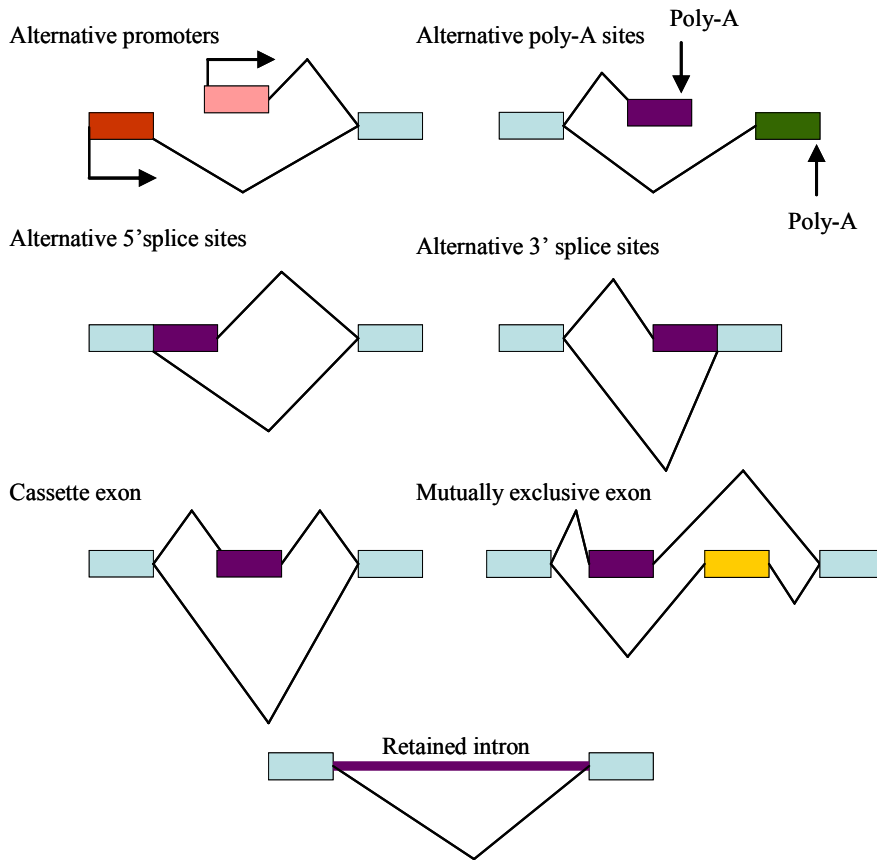 Alternative promoters
Alternative poly-A sites
Poly-A
Poly-A
Alternative 5'splice sites
Alternative 3' splice sites
Cassette exon
Mutually exclusive exon
Retained intron